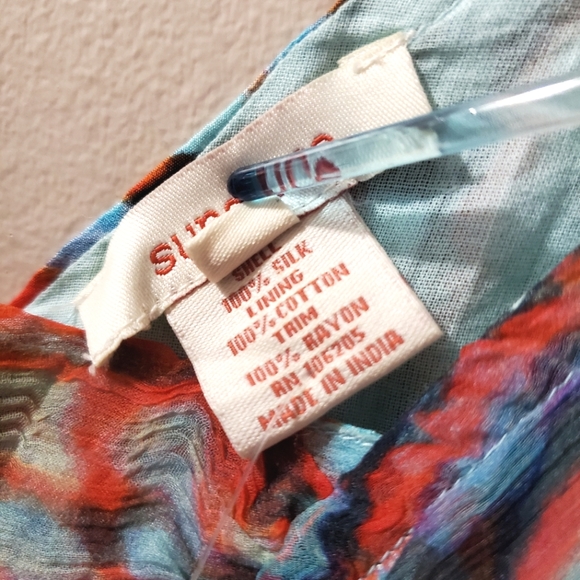 SHELL
100% SILK
LINING
100% COTTON
TRIM
100% RAYON
RN 106205
MADE IN INDIA